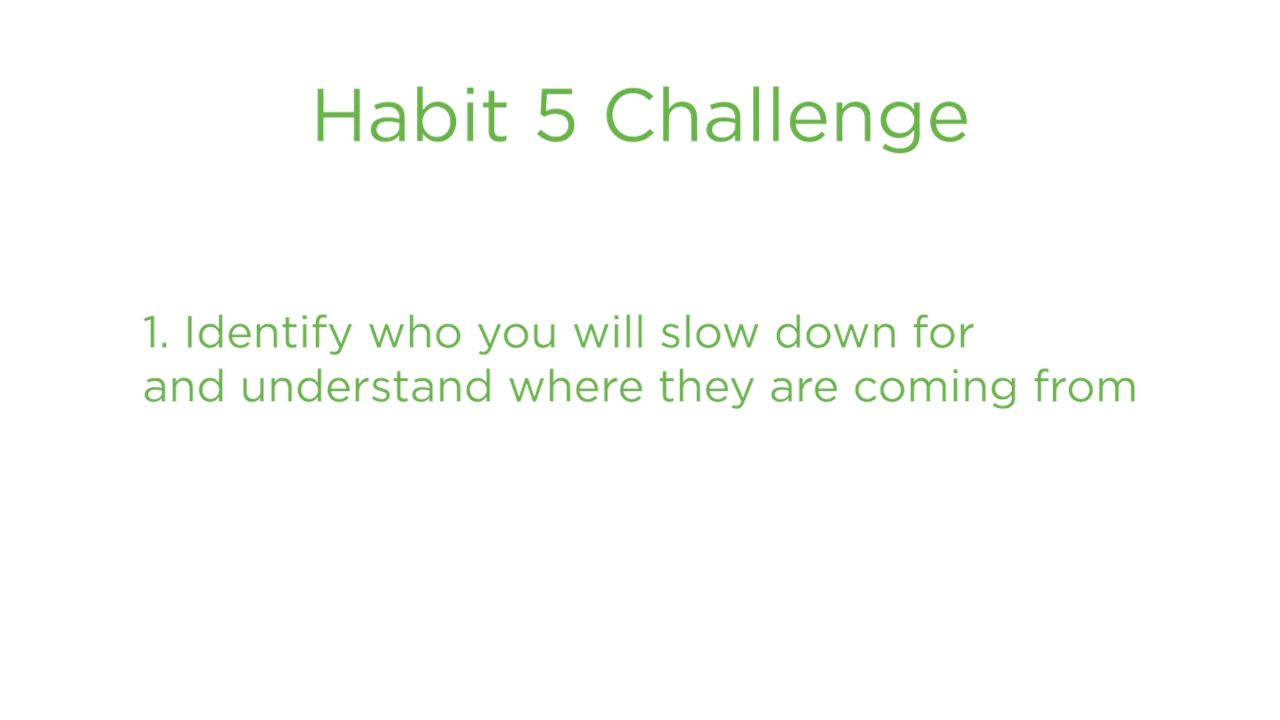 Habit 5 Challenge
1. Identify who you will slow down for
and understand where they are coming from